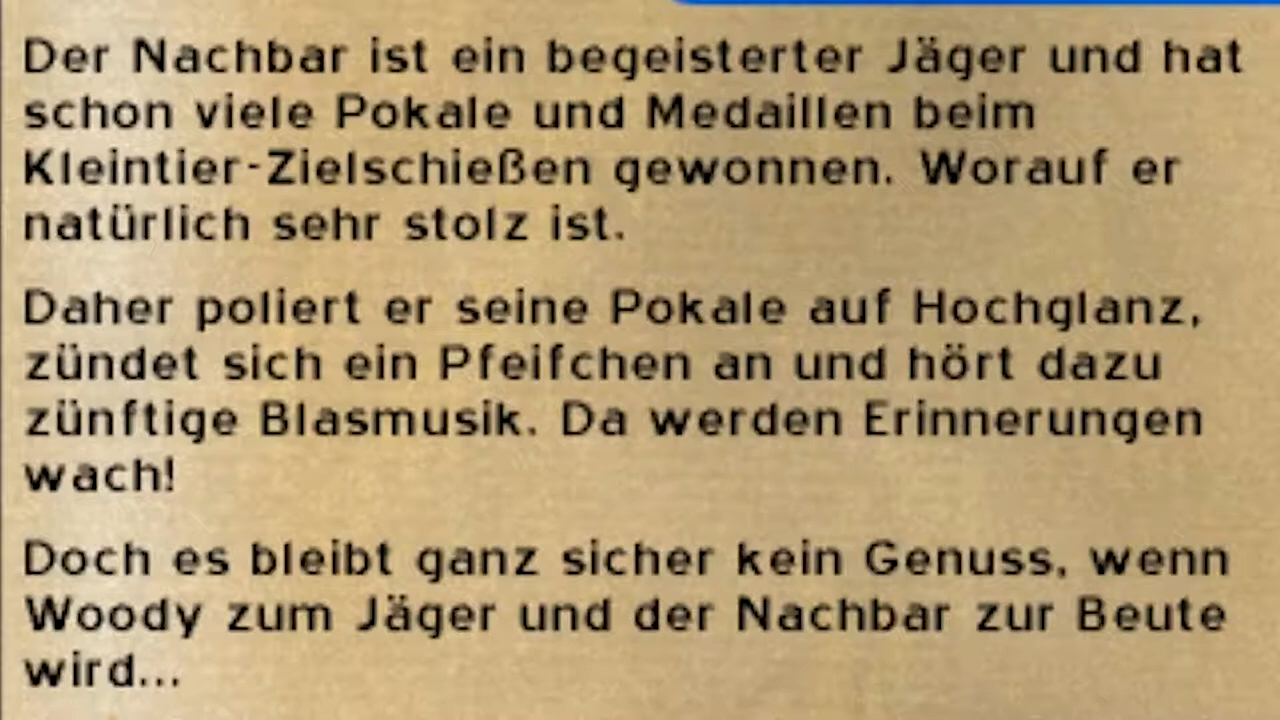 Der Nachbar ist ein begeisterter Jäger und hat
schon viele Pokale und Medaillen beim
Kleintier-Zielschießen gewonnen. Worauf er
natürlich sehr stolz ist.
Daher poliert er seine Pokale auf Hochglanz,
zündet sich ein Pfeifchen an und hört dazu
zünftige Blasmusik. Da werden Erinnerungen
wach!
Doch es bleibt ganz sicher kein Genuss, wenn
Woody zum Jäger und der Nachbar zur Beute
wird...